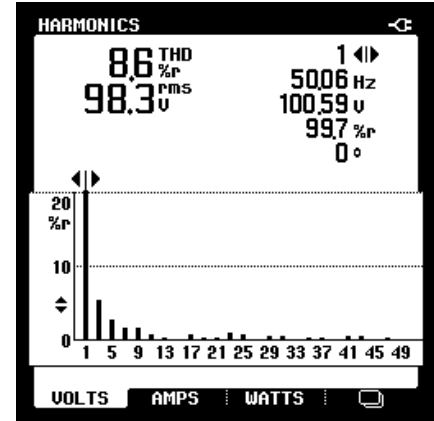 HARMONICS
8.6 THD %r
98.3 rms V
1
50.06 Hz
100.59 V
99.7 %r
0 °
20
%r
10
0
1 5 9 13 17 21 25 29 33 37 41 45 49
VOLTS AMPS WATTS